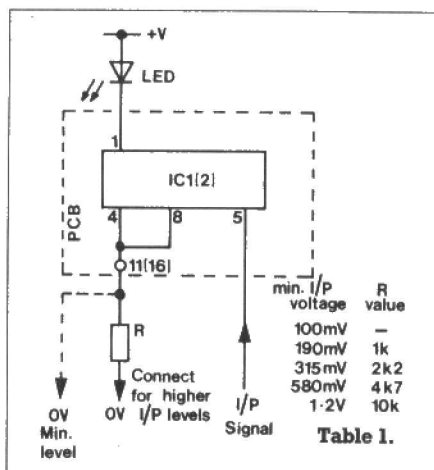 +V
LED
1
IC1(2)
4
8
5
PCB
11(16)
R
Connect
for higher
I/P levels
0V
Min.
level
0V
I/P
Signal
min. I/P
voltage
R
value
100mV —
190mV 1k
315mV 2k2
580mV 4k7
1·2V 10k
Table 1.